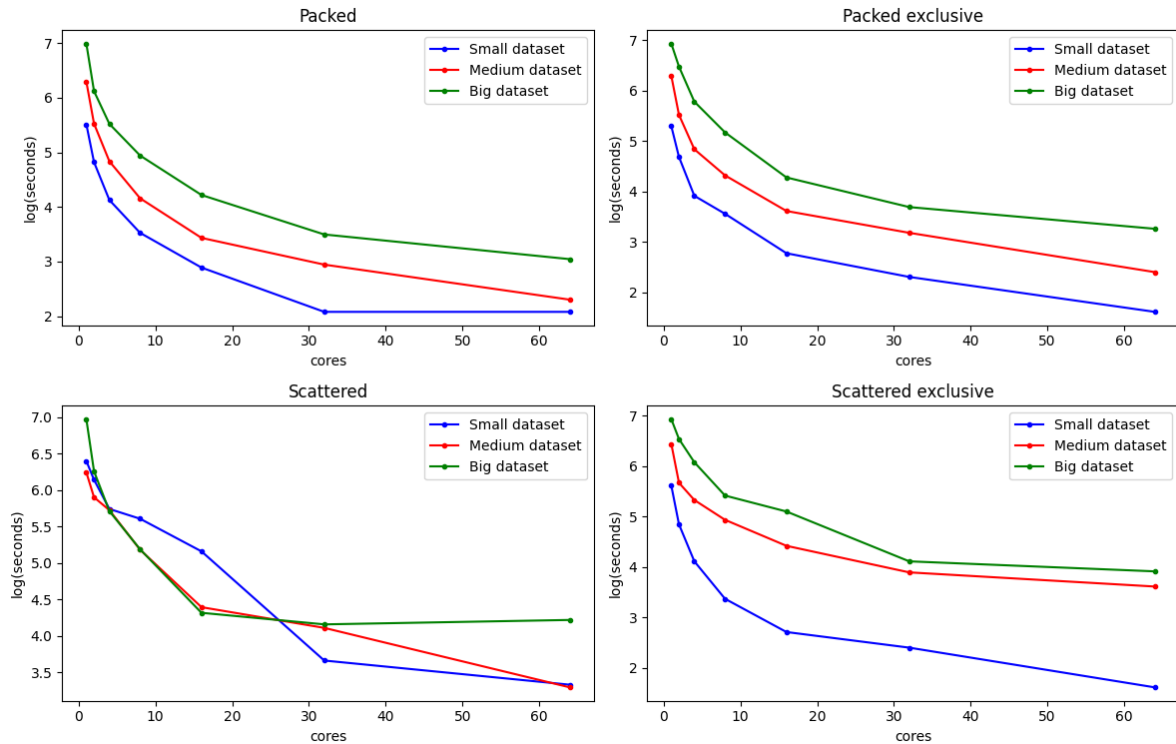 Packed
7
6
5
4
3
2
log(seconds)
0 10 20 30 40 50 60
cores
Small dataset
Medium dataset
Big dataset
Packed exclusive
7
6
5
4
3
2
log(seconds)
0 10 20 30 40 50 60
cores
Small dataset
Medium dataset
Big dataset
Scattered
7.0
6.5
6.0
5.5
5.0
4.5
4.0
3.5
log(seconds)
0 10 20 30 40 50 60
cores
Small dataset
Medium dataset
Big dataset
Scattered exclusive
7
6
5
4
3
2
log(seconds)
0 10 20 30 40 50 60
cores
Small dataset
Medium dataset
Big dataset